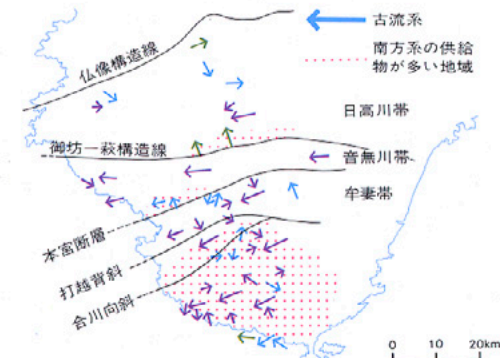 古流系
南方系の供給
物が多い地域
仏像構造線
日高川帯
御坊一萩構造線
音無川帯
牟婁帯
本宮断層
打越背斜
合川向斜
0 10 20km